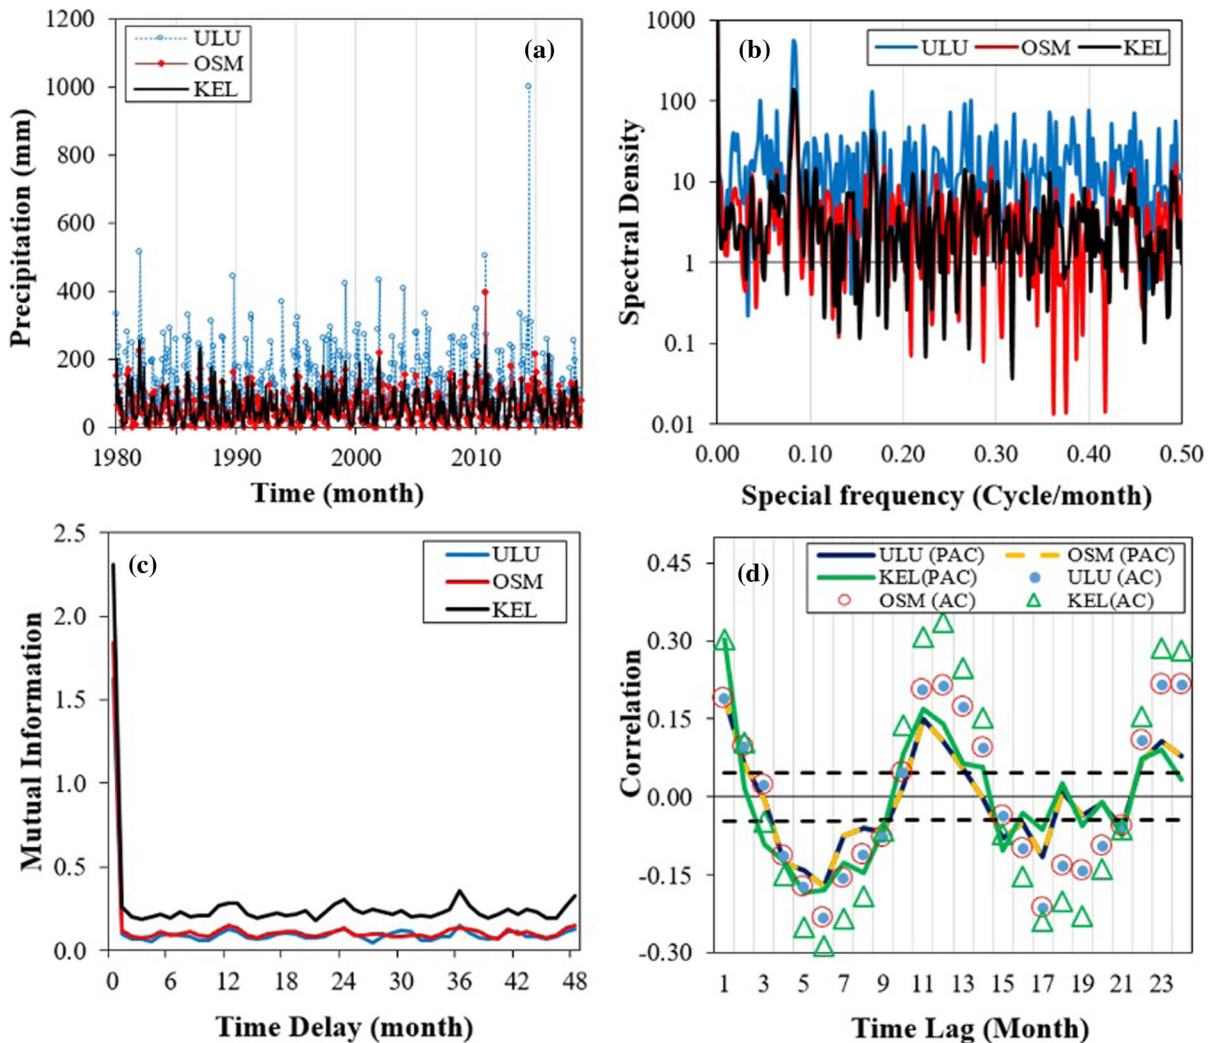 1200
1000
800
600
400
200
0
Precipitation (mm)
ULU
OSM
KEL
(a)
1980
1990
2000
2010
Time (month)
1000
100
10
1
0.1
0.01
Spectral Density
(b)
ULU
OSM
KEL
0.00
0.10
0.20
0.30
0.40
0.50
Special frequency (Cycle/month)
2.5
2.0
1.5
1.0
0.5
0.0
Mutual Information
(c)
ULU
OSM
KEL
0
6
12
18
24
30
36
42
48
Time Delay (month)
0.45
0.30
0.15
0.00
-0.15
-0.30
Correlation
(d)
ULU (PAC)
OSM (PAC)
KEL(PAC)
ULU (AC)
OSM (AC)
KEL(AC)
1
3
5
7
9
11
13
15
17
19
21
23
Time Lag (Month)